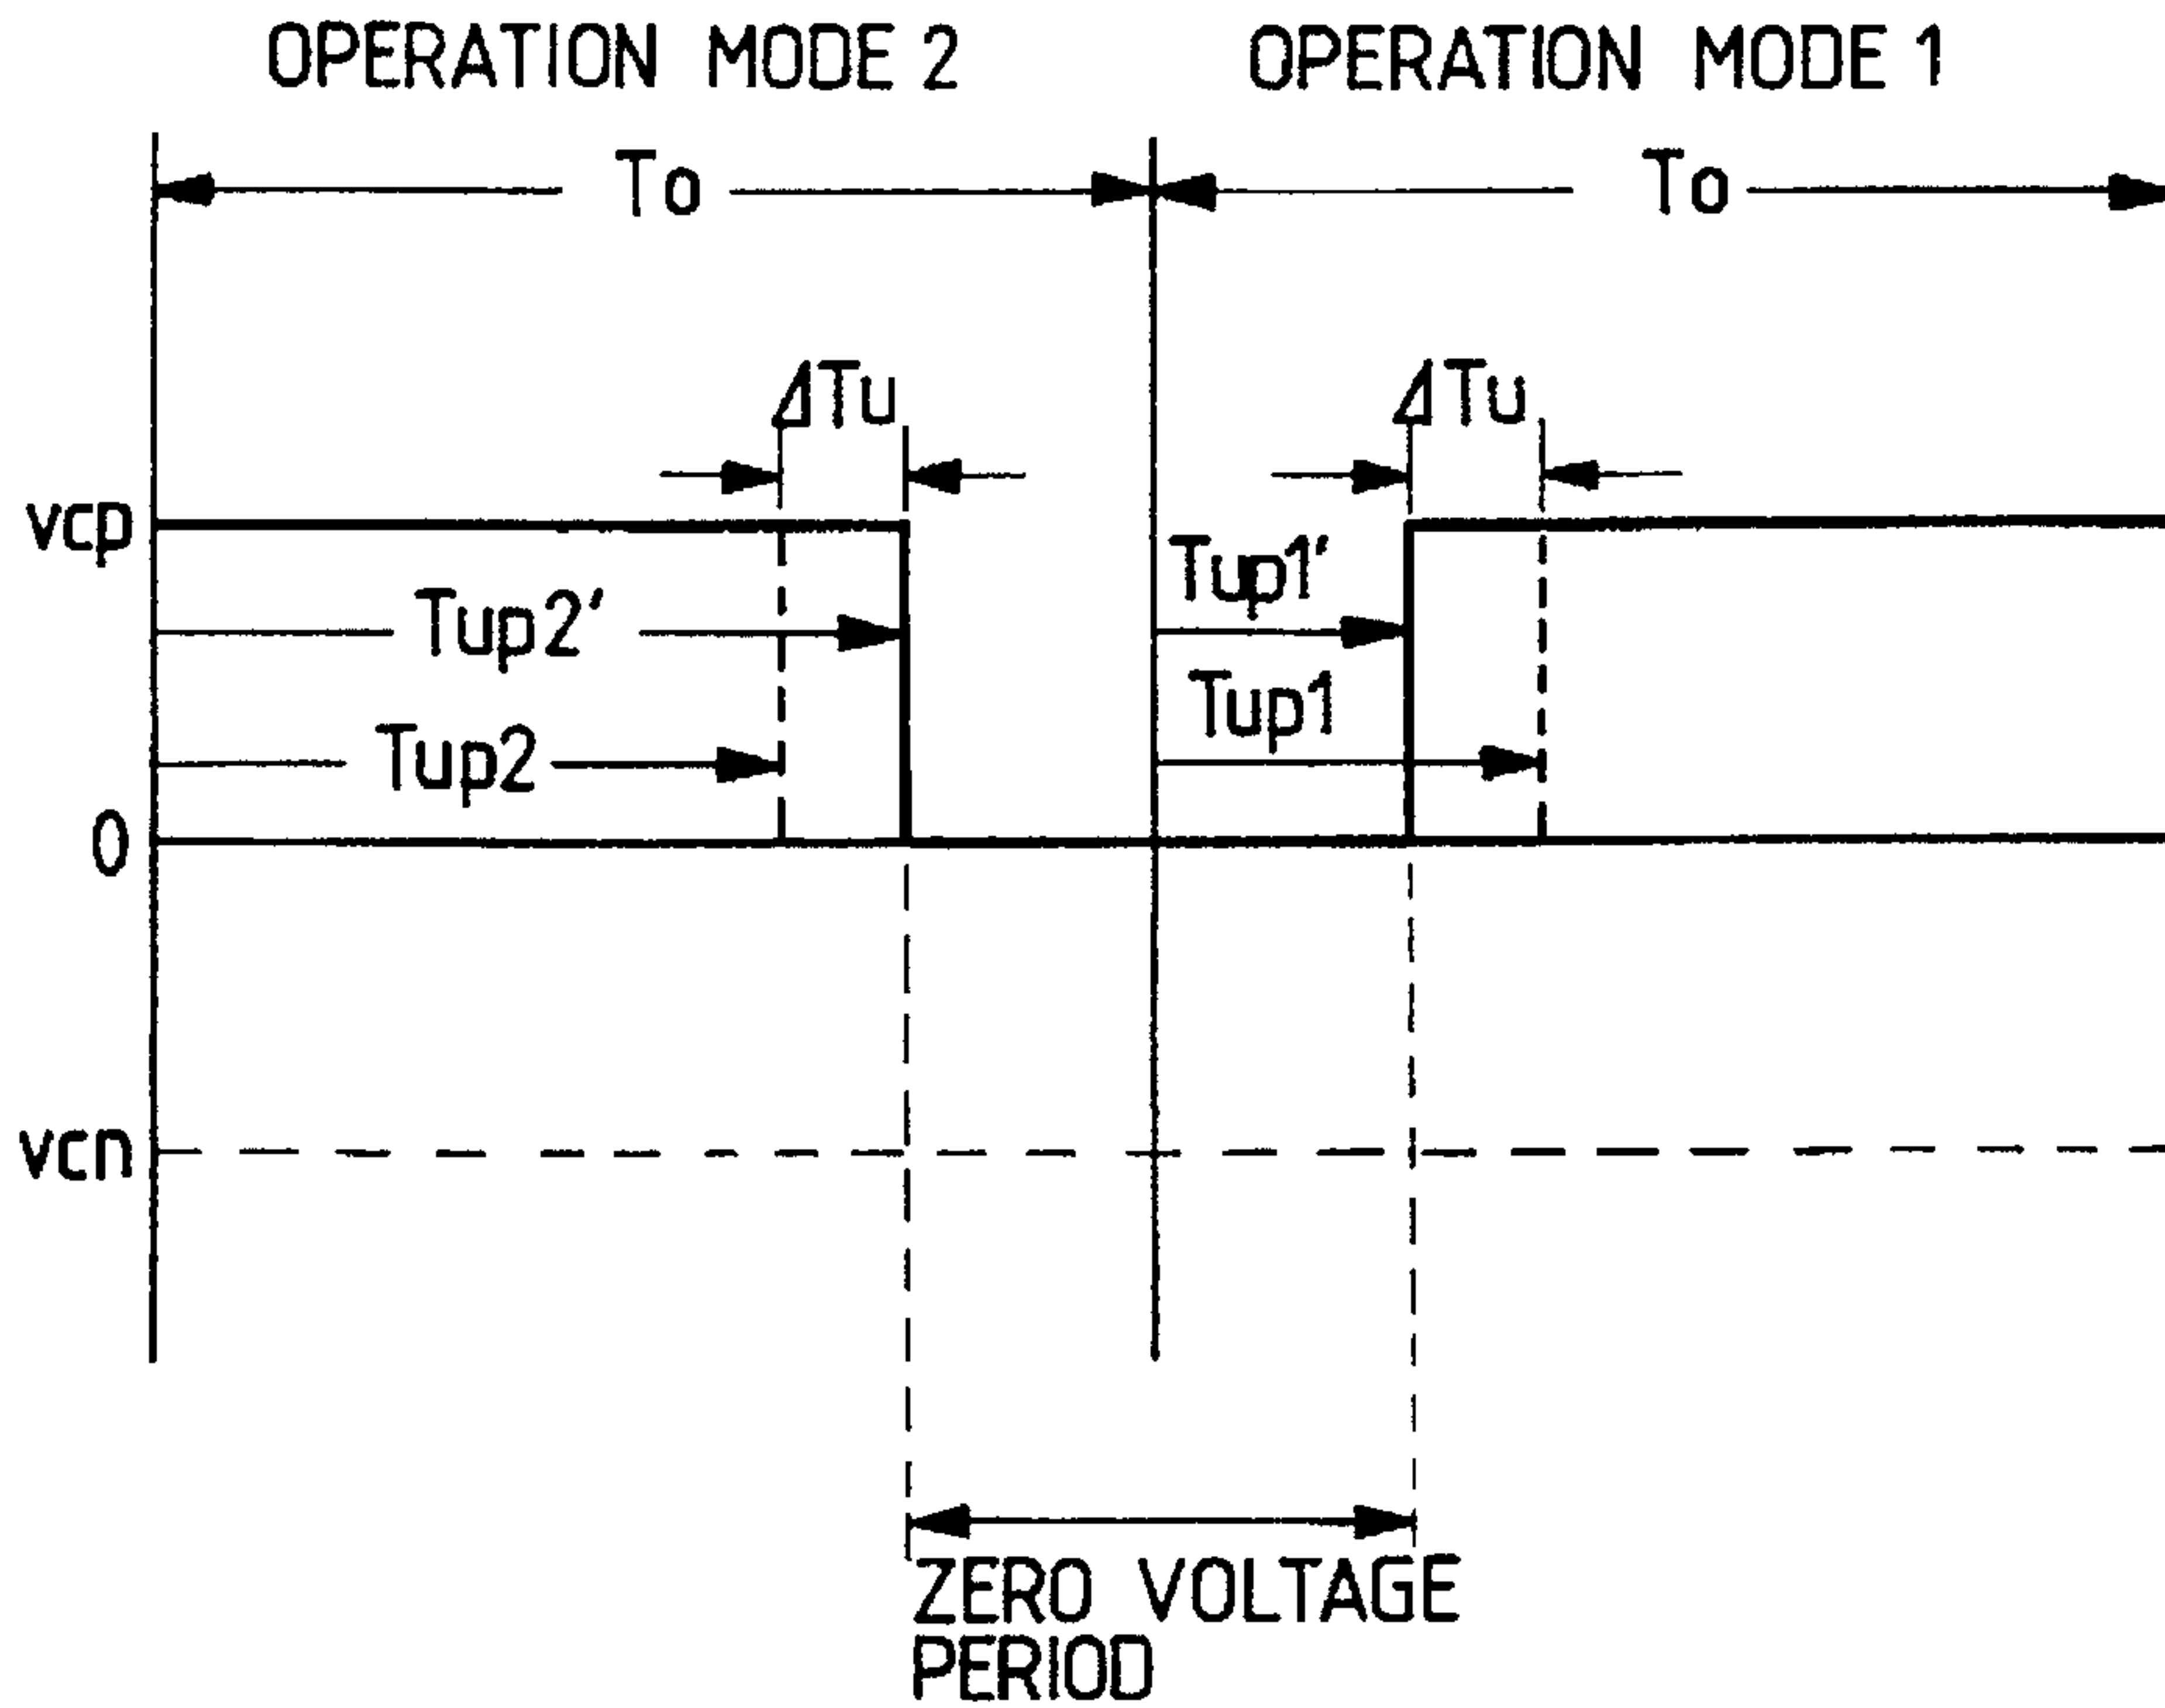 OPERATION MODE 2
OPERATION MODE 1
To
To
ΔTu
ΔTu
vcp
Tup1'
Tup2'
Tup1
Tup2
0
vcn
ZERO VOLTAGE
PERIOD